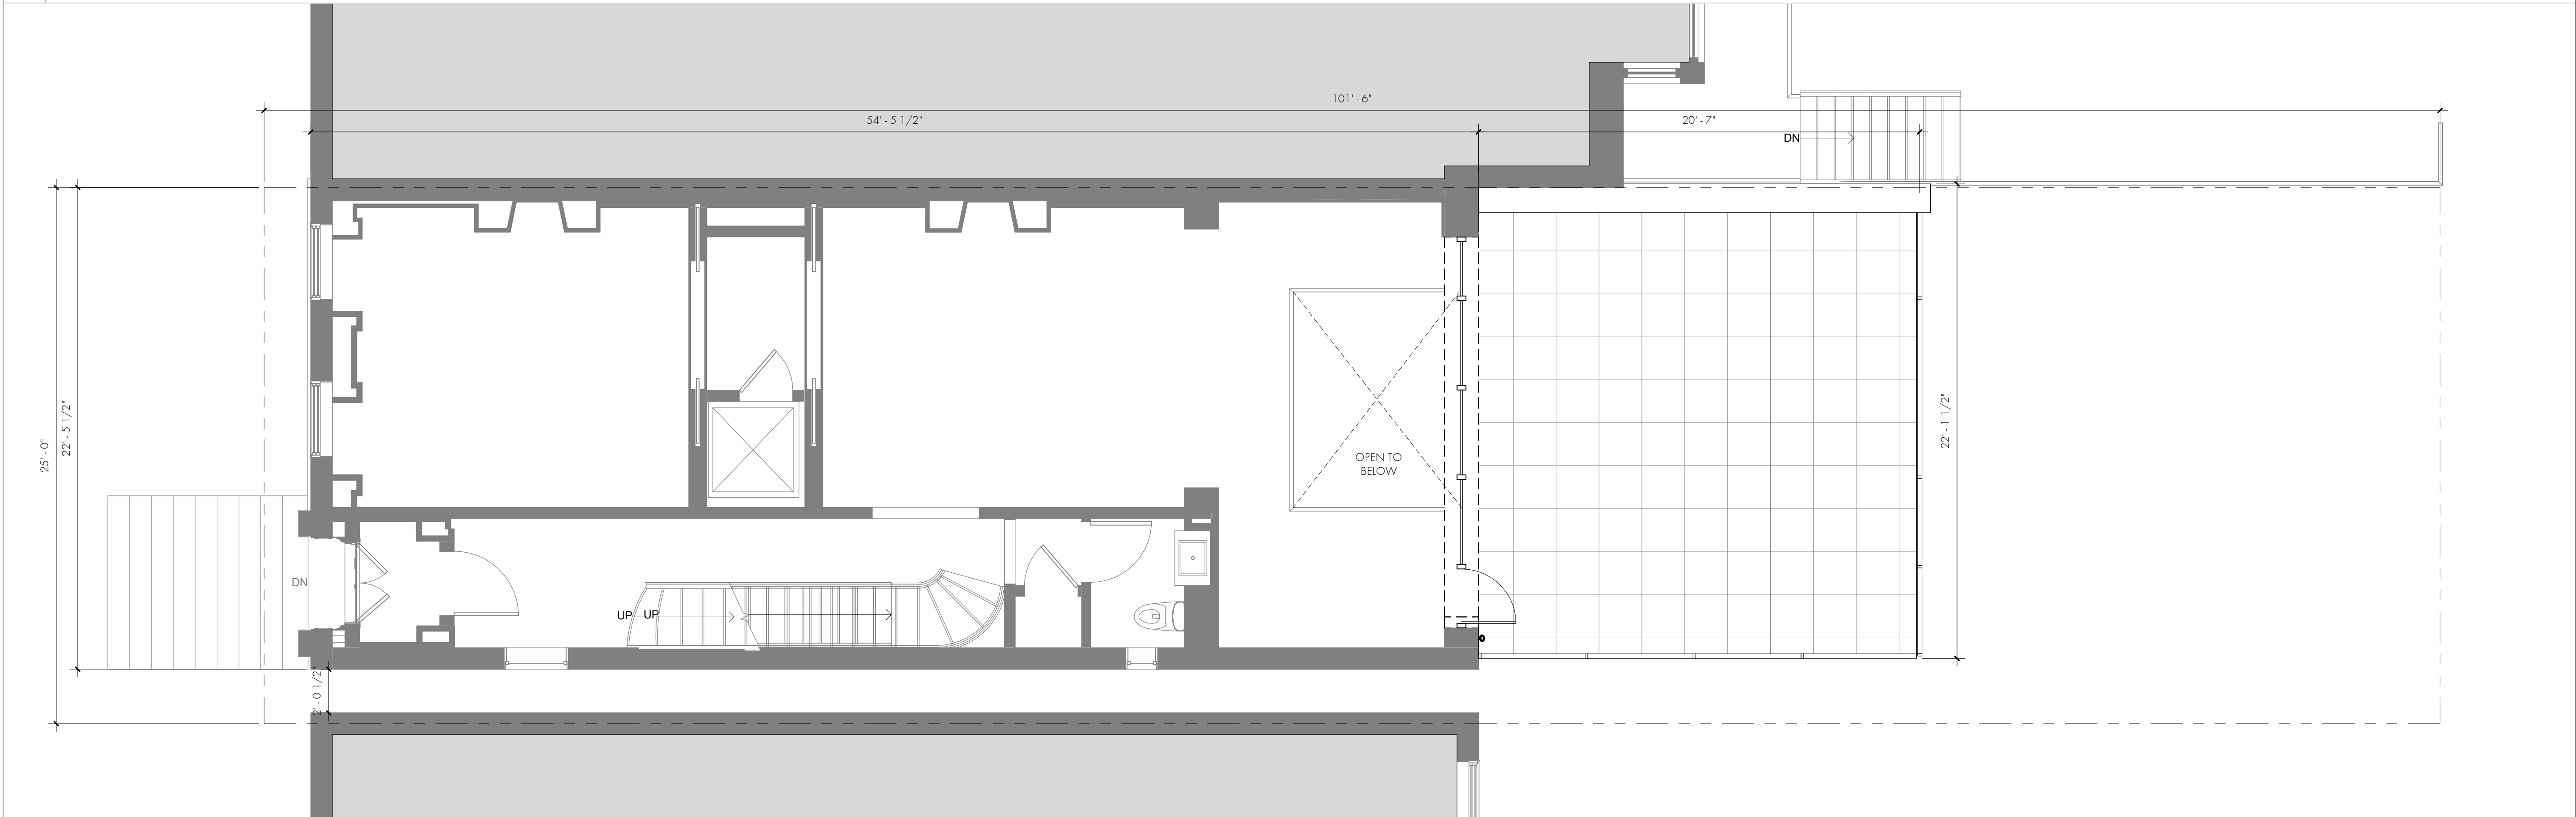 101' - 6"
54' - 5 1/2"
20' - 7"
DN
25' - 0"
22' - 5 1/2"
22' - 1 1/2"
OPEN TO
BELOW
DN
UP UP
2' - 0 1/2"